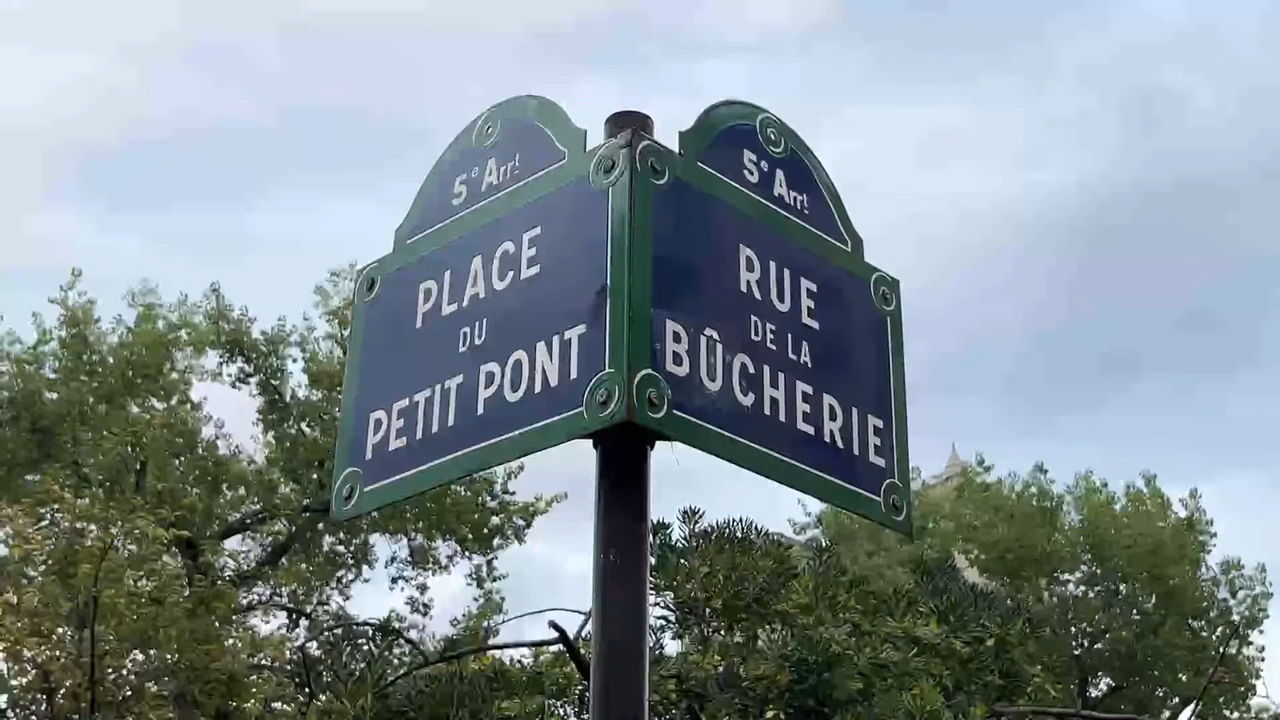 5e Arrt
PLACE
DU
PETIT PONT
5e Arrt
RUE
DE LA
BÛCHERIE